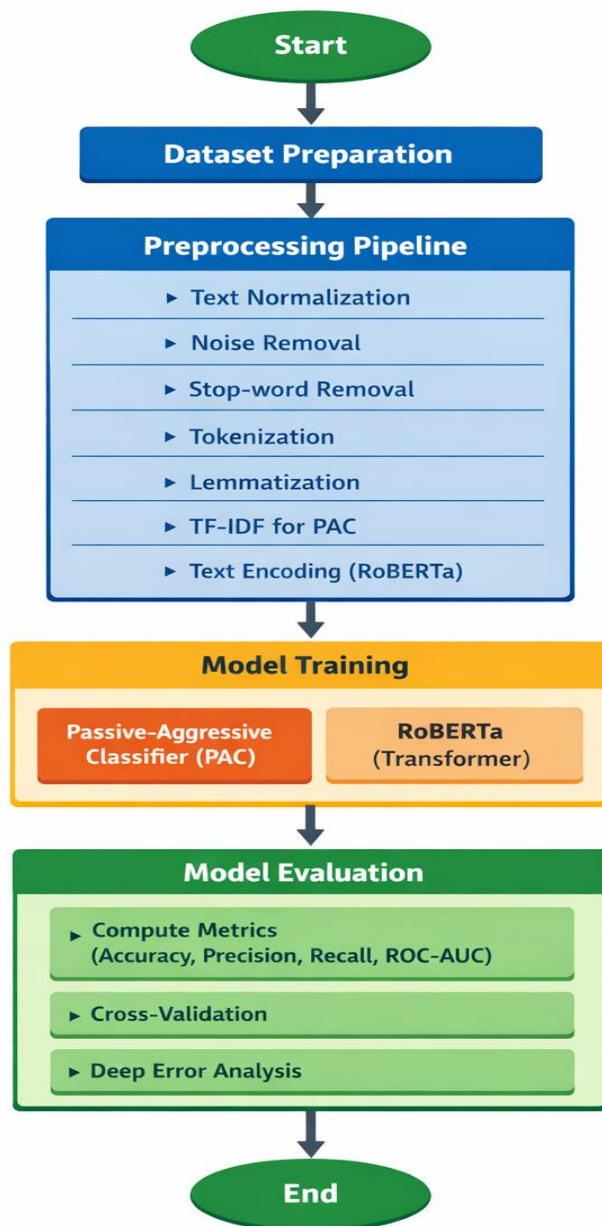 Start
Dataset Preparation
Preprocessing Pipeline
► Text Normalization
► Noise Removal
► Stop-word Removal
► Tokenization
► Lemmatization
► TF-IDF for PAC
► Text Encoding (RoBERTa)
Model Training
Passive-Aggressive
Classifier (PAC)
RoBERTa
(Transformer)
Model Evaluation
► Compute Metrics
(Accuracy, Precision, Recall, ROC-AUC)
► Cross-Validation
► Deep Error Analysis
End